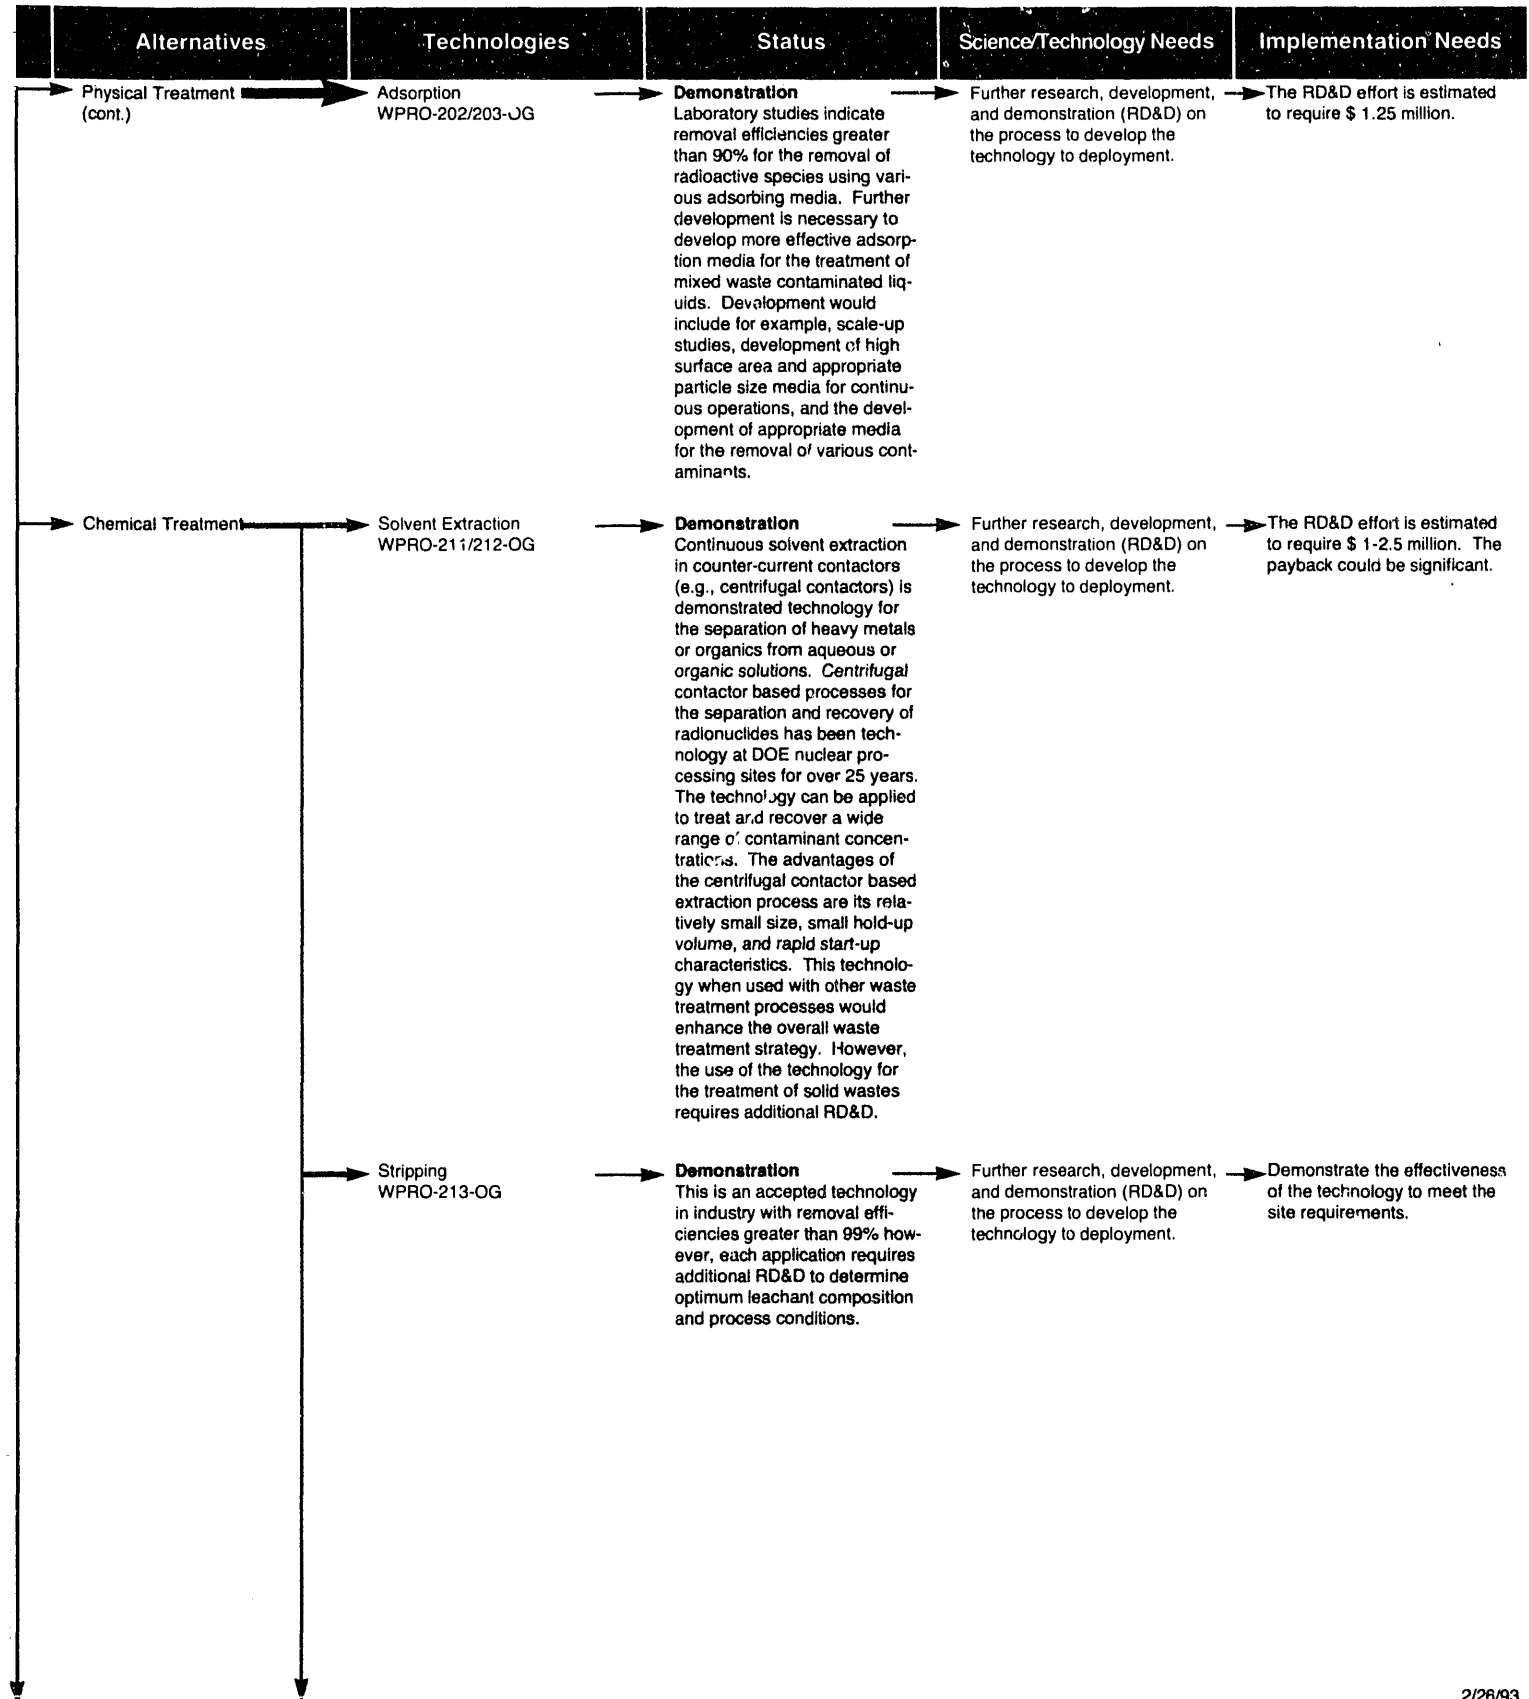 Alternatives
Technologies
Status
Science/Technology Needs
Implementation Needs
Physical Treatment
(cont.)
Adsorption
WPRO-202/203-OG
Demonstration
Laboratory studies indicate
removal efficiencies greater
than 90% for the removal of
radioactive species using vari-
ous adsorbing media. Further
development is necessary to
develop more effective adsorp-
tion media for the treatment of
mixed waste contaminated liq-
uids. Development would
include for example, scale-up
studies, development of high
surface area and appropriate
particle size media for continu-
ous operations, and the devel-
opment of appropriate media
for the removal of various cont-
aminants.
Further research, development,
and demonstration (RD&D) on
the process to develop the
technology to deployment.
The RD&D effort is estimated
to require $ 1.25 million.
Chemical Treatment
Solvent Extraction
WPRO-211/212-OG
Demonstration
Continuous solvent extraction
in counter-current contactors
(e.g., centrifugal contactors) is
demonstrated technology for
the separation of heavy metals
or organics from aqueous or
organic solutions. Centrifugal
contactor based processes for
the separation and recovery of
radionuclides has been tech-
nology at DOE nuclear pro-
cessing sites for over 25 years.
The technology can be applied
to treat and recover a wide
range of contaminant concen-
trations. The advantages of
the centrifugal contactor based
extraction process are its rela-
tively small size, small hold-up
volume, and rapid start-up
characteristics. This technolo-
gy when used with other waste
treatment processes would
enhance the overall waste
treatment strategy. However,
the use of the technology for
the treatment of solid wastes
requires additional RD&D.
Further research, development,
and demonstration (RD&D) on
the process to develop the
technology to deployment.
The RD&D effort is estimated
to require $ 1-2.5 million. The
payback could be significant.
Stripping
WPRO-213-OG
Demonstration
This is an accepted technology
in industry with removal effi-
ciencies greater than 99% how-
ever, each application requires
additional RD&D to determine
optimum leachant composition
and process conditions.
Further research, development,
and demonstration (RD&D) on
the process to develop the
technology to deployment.
Demonstrate the effectiveness
of the technology to meet the
site requirements.
2/26/93